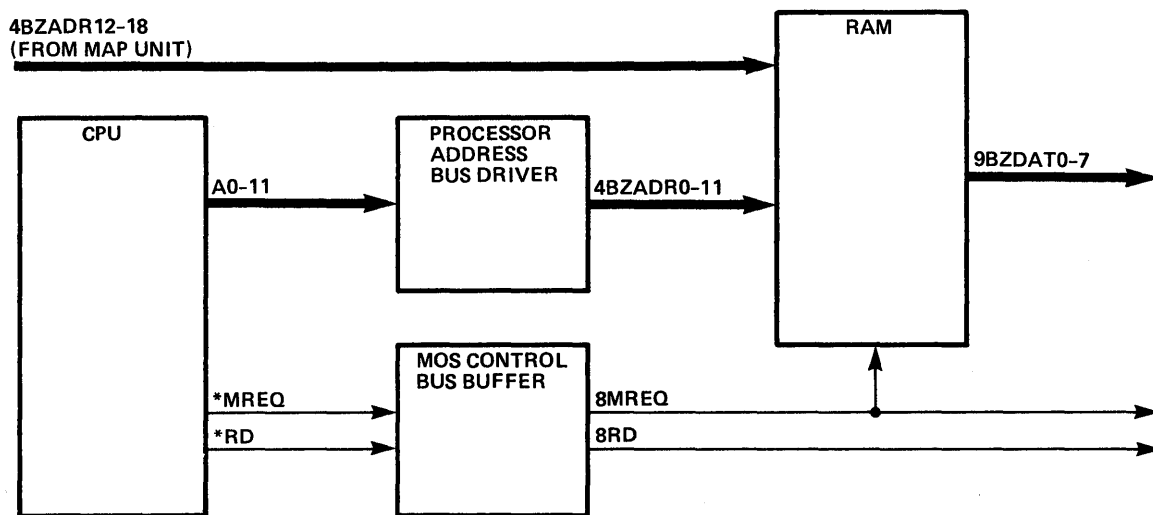 4BZADR12-18
(FROM MAP UNIT)
RAM
CPU
PROCESSOR
ADDRESS
BUS DRIVER
9BZDAT0-7
A0-11
4BZADR0-11
MOS CONTROL
BUS BUFFER
*MREQ
8MREQ
*RD
8RD